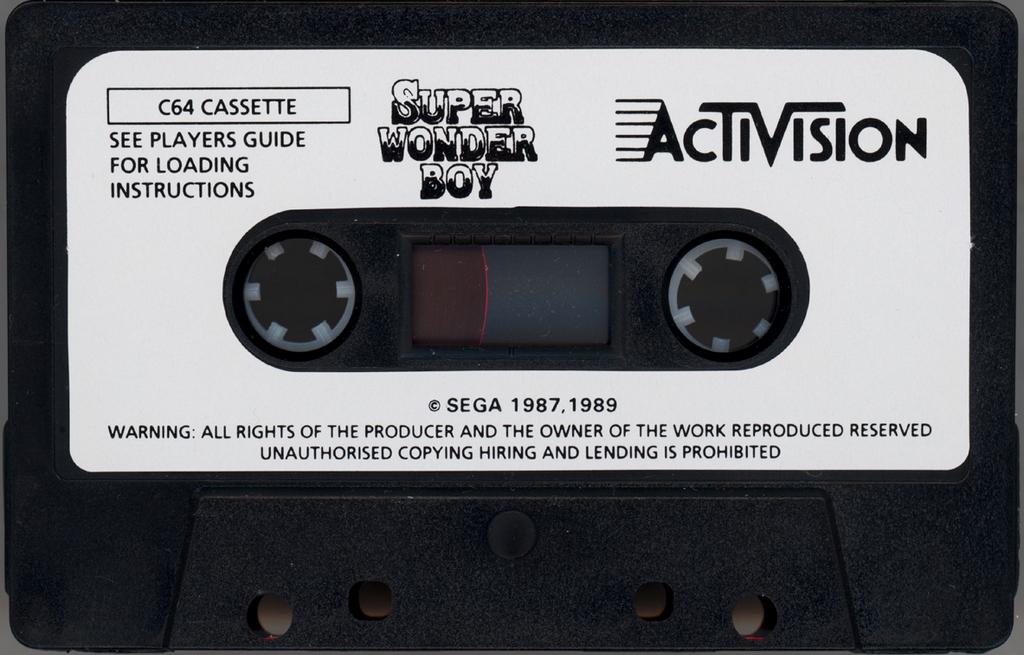 C64 CASSETTE
SEE PLAYERS GUIDE
FOR LOADING
INSTRUCTIONS
SUPER
WONDER
BOY
ACTIVISION
© SEGA 1987,1989
WARNING: ALL RIGHTS OF THE PRODUCER AND THE OWNER OF THE WORK REPRODUCED RESERVED
UNAUTHORISED COPYING HIRING AND LENDING IS PROHIBITED